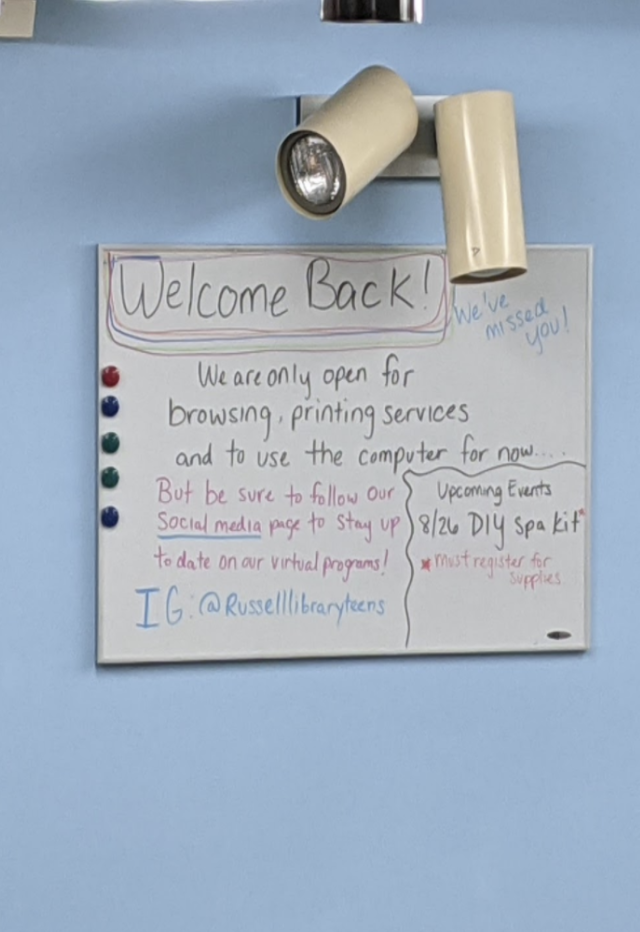 Welcome Back!
We've
missed
you!
We are only open for
browsing, printing services
and to use the computer for now....
But be sure to follow our
Social media page to stay up
to date on our virtual programs!
IG: @Russelllibraryteens
Upcoming Events
8/26 DIY Spa kit*
*Must register for
supplies